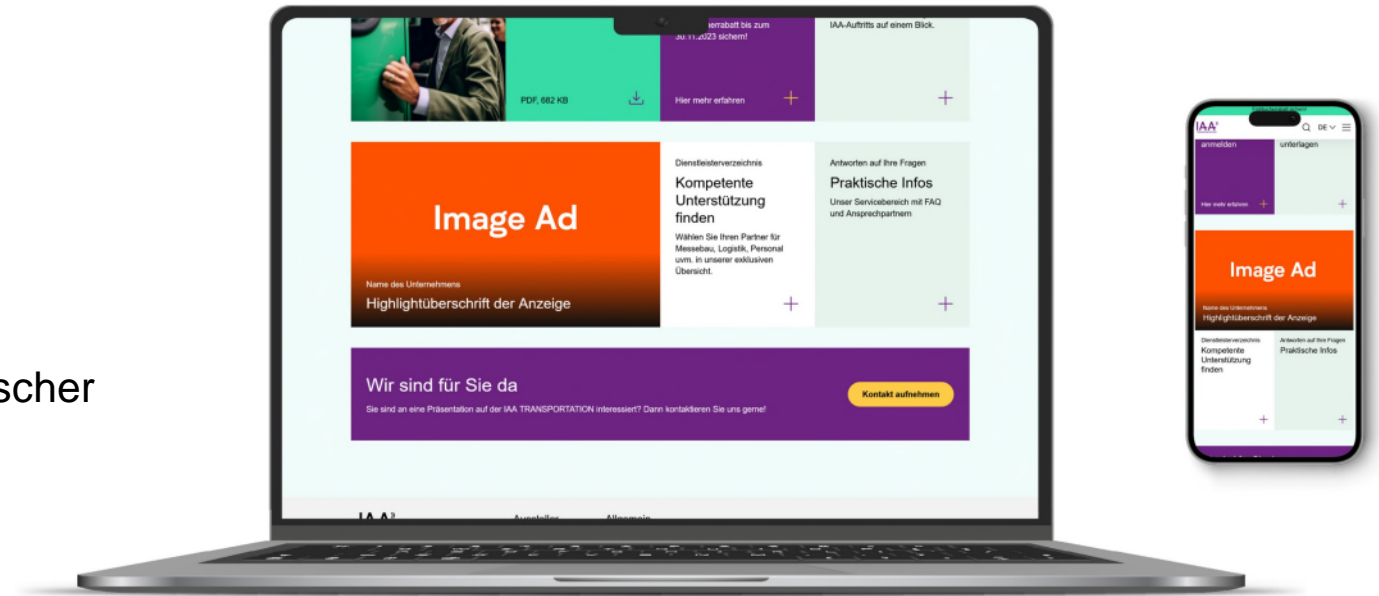 errabatt bis zum
30.11.2023 sichern!
IAA-Auftritts auf einem Blick.
PDF, 682 KB
Hier mehr erfahren
Image Ad
Name des Unternehmens
Highlightüberschrift der Anzeige
Dienstleisterverzeichnis
Kompetente
Unterstützung
finden
Wählen Sie Ihren Partner für
Messebau, Logistik, Personal
uvm. in unserer exklusiven
Übersicht.
Antworten auf Ihre Fragen
Praktische Infos
Unser Servicebereich mit FAQ
und Ansprechpartnern
scher
Wir sind für Sie da
Sie sind an eine Präsentation auf der IAA TRANSPORTATION interessiert? Dann kontaktieren Sie uns gerne!
Kontakt aufnehmen
IAA
DE
anmelden
unterlagen
Hier mehr erfahren
Image Ad
Name des Unternehmens
Highlightüberschrift der Anzeige
Dienstleisterverzeichnis
Kompetente
Unterstützung
finden
Antworten auf Ihre Fragen
Praktische Infos